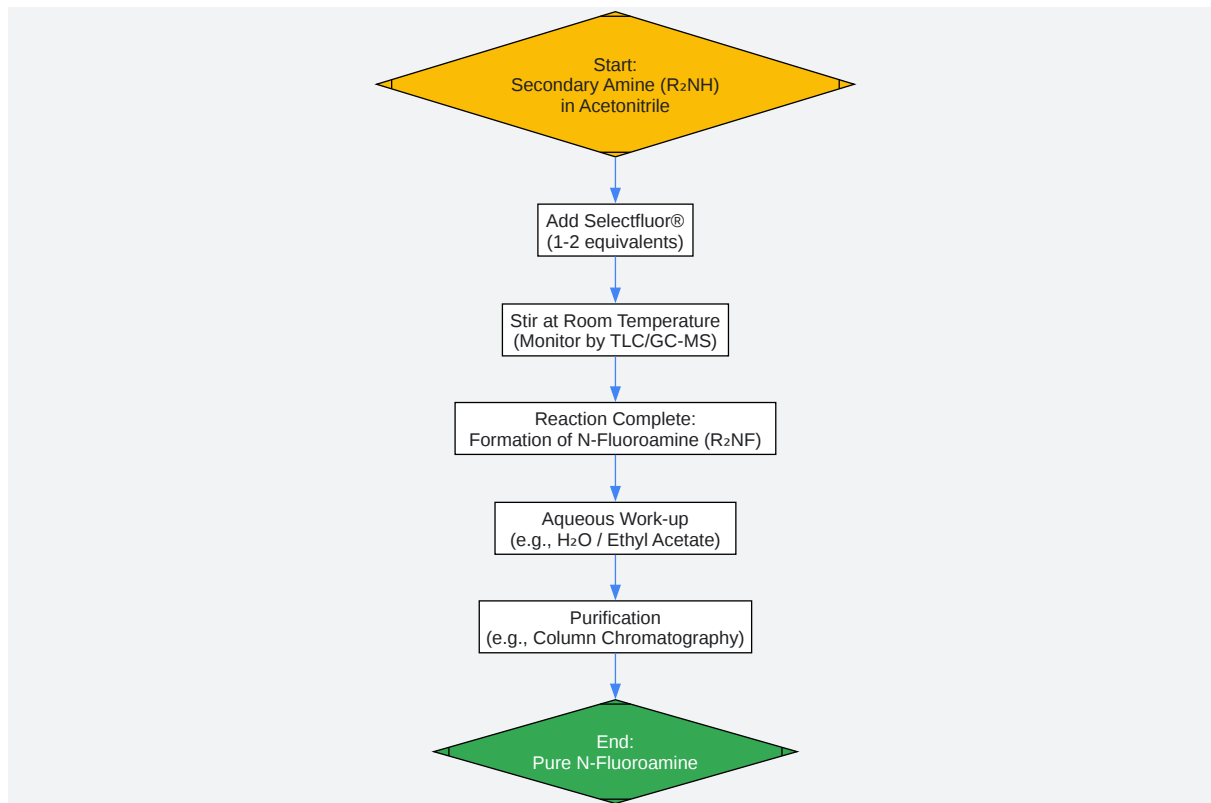 Start:
Secondary Amine (R₂NH)
in Acetonitrile
Add Selectfluor®
(1-2 equivalents)
Stir at Room Temperature
(Monitor by TLC/GC-MS)
Reaction Complete:
Formation of N-Fluoroamine (R₂NF)
Aqueous Work-up
(e.g., H₂O / Ethyl Acetate)
Purification
(e.g., Column Chromatography)
End:
Pure N-Fluoroamine